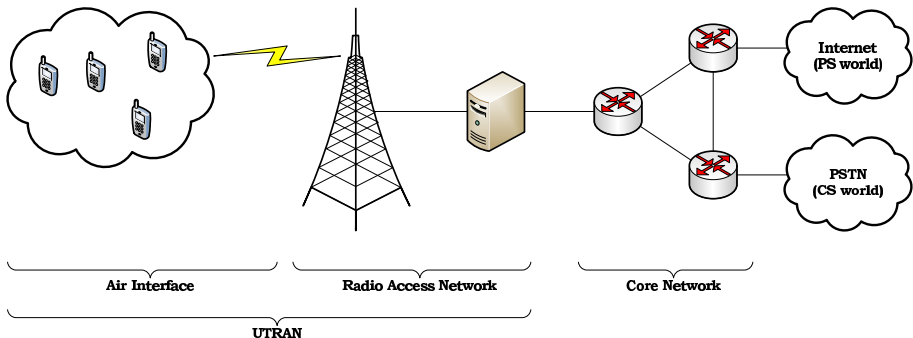 Internet
(PS world)
PSTN
(CS world)
Air Interface
Radio Access Network
Core Network
UTRAN